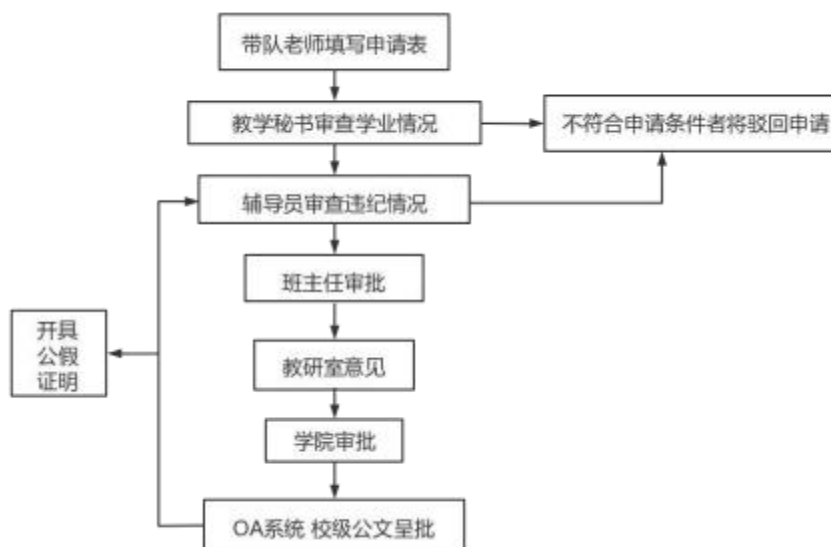 带队老师填写申请表
教学秘书审查学业情况
不符合申请条件者将驳回申请
辅导员审查违纪情况
班主任审批
开具
公假
证明
教研室意见
学院审批
OA系统 校级公文呈批